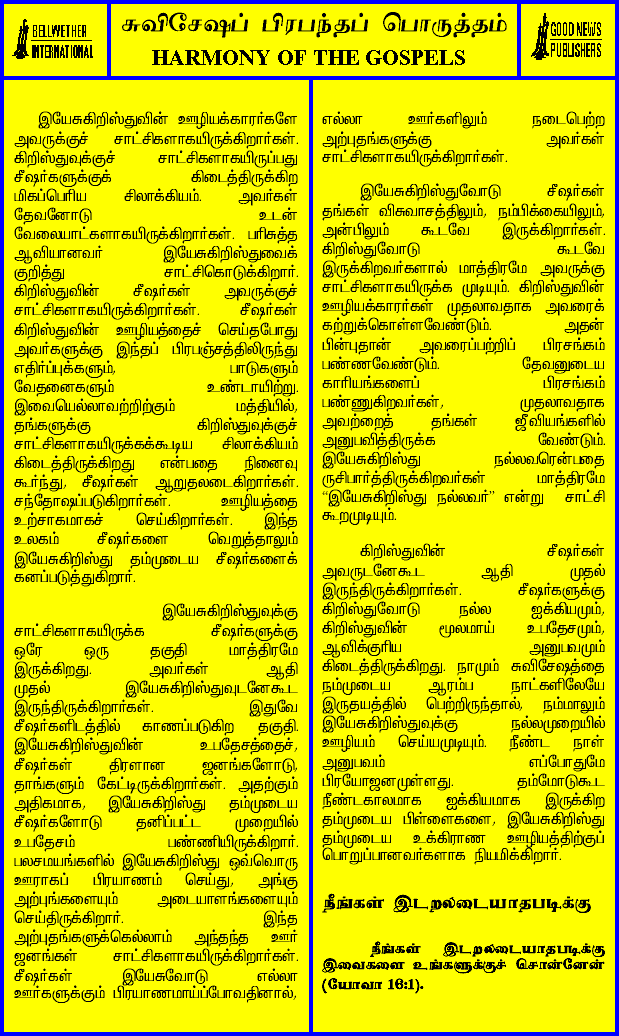 BELLWETHER
INTERNATIONAL
சுவிசேஷப் பிரபந்தப் பொருத்தம்
HARMONY OF THE GOSPELS
GOOD NEWS
PUBLISHERS
இயேசுகிறிஸ்துவின் ஊழியக்காரர்களே
அவருக்குச் சாட்சிகளாகயிருக்கிறார்கள்.
கிறிஸ்துவுக்குச் சாட்சிகளாகயிருப்பது
சீஷர்களுக்குக் கிடைத்திருக்கிற
மிகப்பெரிய சிலாக்கியம். அவர்கள்
தேவனோடு உடன்
வேலையாட்களாகயிருக்கிறார்கள். பரிசுத்த
ஆவியானவர் இயேசுகிறிஸ்துவைக்
குறித்து சாட்சிகொடுக்கிறார்.
கிறிஸ்துவின் சீஷர்கள் அவருக்குச்
சாட்சிகளாகயிருக்கிறார்கள். சீஷர்கள்
கிறிஸ்துவின் ஊழியத்தைச் செய்தபோது
அவர்களுக்கு இந்தப் பிரபஞ்சத்திலிருந்து
எதிர்ப்புக்களும், பாடுகளும்
வேதனைகளும் உண்டாயிற்று.
இவையெல்லாவற்றிற்கும் மத்தியில்,
தங்களுக்கு கிறிஸ்துவுக்குச்
சாட்சிகளாகயிருக்கக்கூடிய சிலாக்கியம்
கிடைத்திருக்கிறது என்பதை நினைவு
கூர்ந்து, சீஷர்கள் ஆறுதலடைகிறார்கள்.
சந்தோஷப்படுகிறார்கள். ஊழியத்தை
உற்சாகமாகச் செய்கிறார்கள். இந்த
உலகம் சீஷர்களை வெறுத்தாலும்
இயேசுகிறிஸ்து தம்முடைய சீஷர்களைக்
கனப்படுத்துகிறார்.
இயேசுகிறிஸ்துவுக்கு
சாட்சிகளாகயிருக்க சீஷர்களுக்கு
ஒரே ஒரு தகுதி மாத்திரமே
இருக்கிறது. அவர்கள் ஆதி
முதல் இயேசுகிறிஸ்துவுடனேகூட
இருந்திருக்கிறார்கள். இதுவே
சீஷர்களிடத்தில் காணப்படுகிற தகுதி.
இயேசுகிறிஸ்துவின் உபதேசத்தைச்,
சீஷர்கள் திரளான ஜனங்களோடு,
தாங்களும் கேட்டிருக்கிறார்கள். அதற்கும்
அதிகமாக, இயேசுகிறிஸ்து தம்முடைய
சீஷர்களோடு தனிப்பட்ட முறையில்
உபதேசம் பண்ணியிருக்கிறார்.
பலசமயங்களில் இயேசுகிறிஸ்து ஒவ்வொரு
ஊராகப் பிரயாணம் செய்து, அங்கு
அற்புங்களையும் அடையாளங்களையும்
செய்திருக்கிறார். இந்த
அற்புதங்களுக்கெல்லாம் அந்தந்த ஊர்
ஜனங்கள் சாட்சிகளாகயிருக்கிறார்கள்.
சீஷர்கள் இயேசுவோடு எல்லா
ஊர்களுக்கும் பிரயாணமாய்ப்போவதினால்,
எல்லா ஊர்களிலும் நடைபெற்ற
அற்புதங்களுக்கு அவர்கள்
சாட்சிகளாகயிருக்கிறார்கள்.
இயேசுகிறிஸ்துவோடு சீஷர்கள்
தங்கள் விசுவாசத்திலும், நம்பிக்கையிலும்,
அன்பிலும் கூடவே இருக்கிறார்கள்.
கிறிஸ்துவோடு கூடவே
இருக்கிறவர்களால் மாத்திரமே அவருக்கு
சாட்சிகளாகயிருக்க முடியும். கிறிஸ்துவின்
ஊழியக்காரர்கள் முதலாவதாக அவரைக்
கற்றுக்கொள்ளவேண்டும். அதன்
பின்புதான் அவரைப்பற்றிப் பிரசங்கம்
பண்ணவேண்டும். தேவனுடைய
காரியங்களைப் பிரசங்கம்
பண்ணுகிறவர்கள், முதலாவதாக
அவற்றைத் தங்கள் ஜீவியங்களில்
அனுபவித்திருக்க வேண்டும்.
இயேசுகிறிஸ்து நல்லவரென்பதை
ருசிபார்த்திருக்கிறவர்கள் மாத்திரமே
“இயேசுகிறிஸ்து நல்லவர்” என்று சாட்சி
கூறமுடியும்.
கிறிஸ்துவின் சீஷர்கள்
அவருடனேகூட ஆதி முதல்
இருந்திருக்கிறார்கள். சீஷர்களுக்கு
கிறிஸ்துவோடு நல்ல ஐக்கியமும்,
கிறிஸ்துவின் மூலமாய் உபதேசமும்,
ஆவிக்குரிய அனுபவமும்
கிடைத்திருக்கிறது. நாமும் சுவிசேஷத்தை
நம்முடைய ஆரம்ப நாட்களிலேயே
இருதயத்தில் பெற்றிருந்தால், நம்மாலும்
இயேசுகிறிஸ்துவுக்கு நல்லமுறையில்
ஊழியம் செய்யமுடியும். நீண்ட நாள்
அனுபவம் எப்போதுமே
பிரயோஜனமுள்ளது. தம்மோடுகூட
நீண்டகாலமாக ஐக்கியமாக இருக்கிற
தம்முடைய பிள்ளைகளை, இயேசுகிறிஸ்து
தம்முடைய உக்கிராண ஊழியத்திற்குப்
பொறுப்பானவர்களாக நியமிக்கிறார்.
நீங்கள் இடறலடையாதபடிக்கு
நீங்கள் இடறலடையாதபடிக்கு
இவைகளை உங்களுக்குச் சொன்னேன்
(யோவா 16:1).